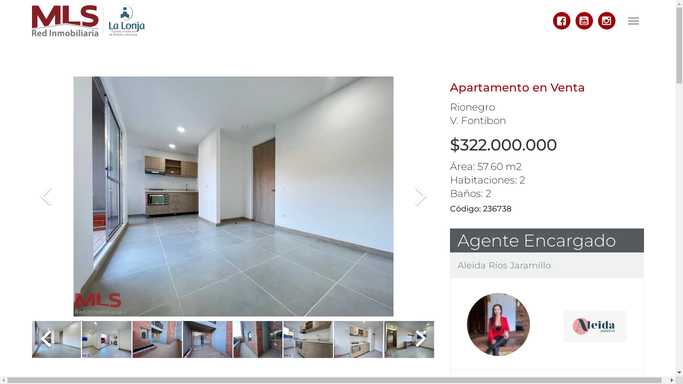 MLS
Red Inmobiliaria
La Lonja
Apartamento en Venta
Rionegro
V. Fontibon
$322.000.000
Área: 57.60 m2
Habitaciones: 2
Baños: 2
Código: 236738
Agente Encargado
Aleida Ríos Jaramillo
MLS
Red Inmobiliaria
Aleida